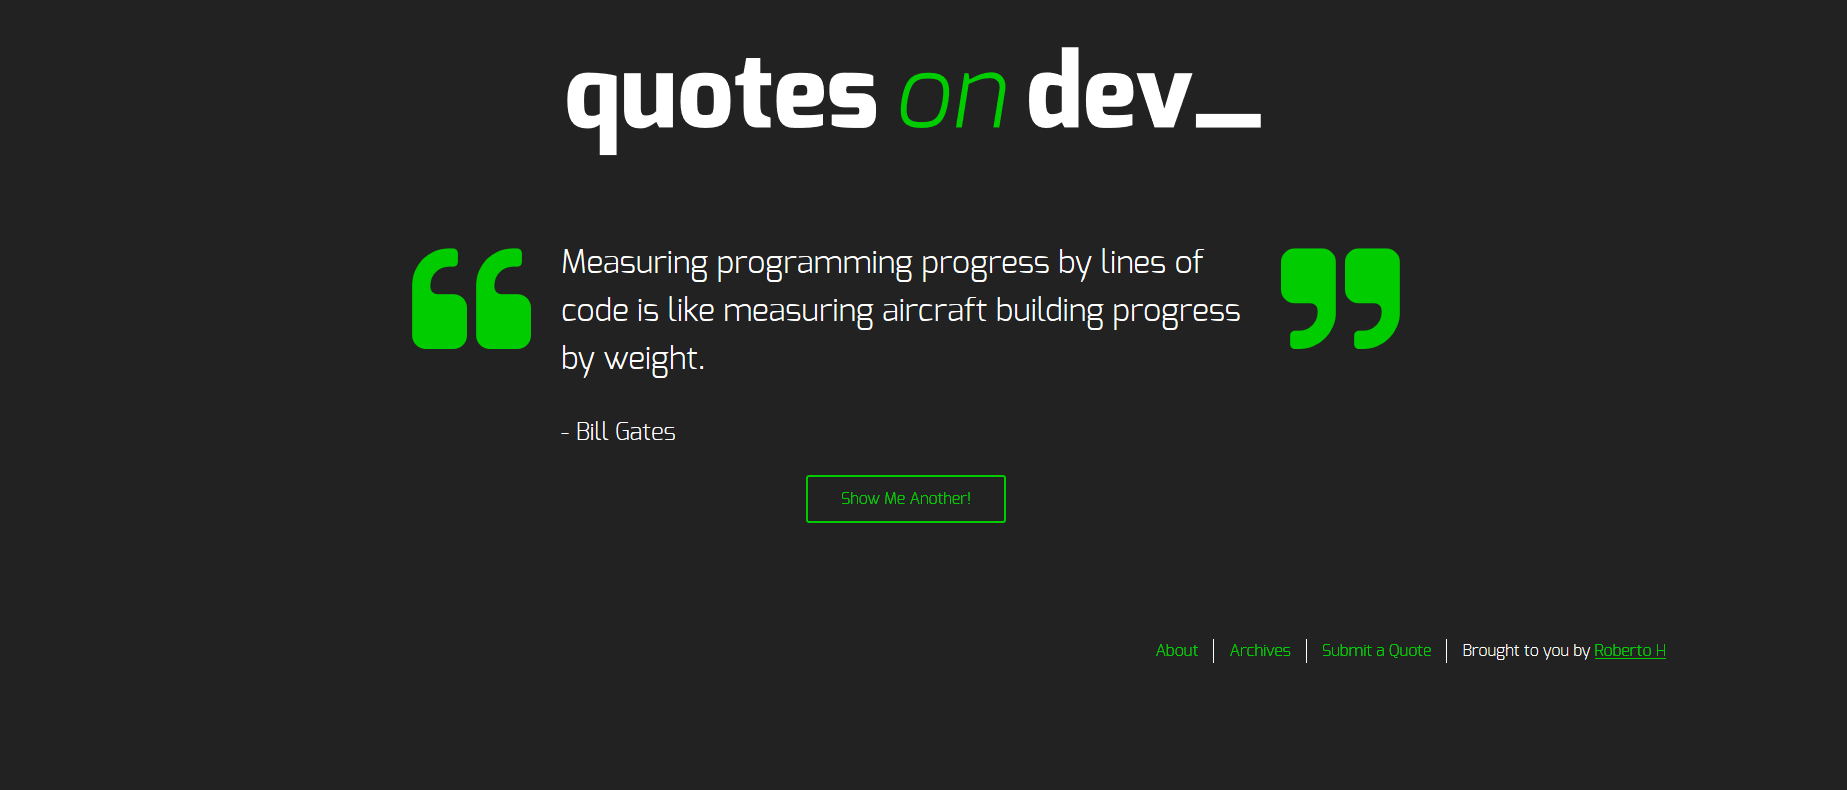 quotes on dev_
Measuring programming progress by lines of
code is like measuring aircraft building progress
by weight.
- Bill Gates
Show Me Another!
About
Archives
Submit a Quote
Brought to you by Roberto H